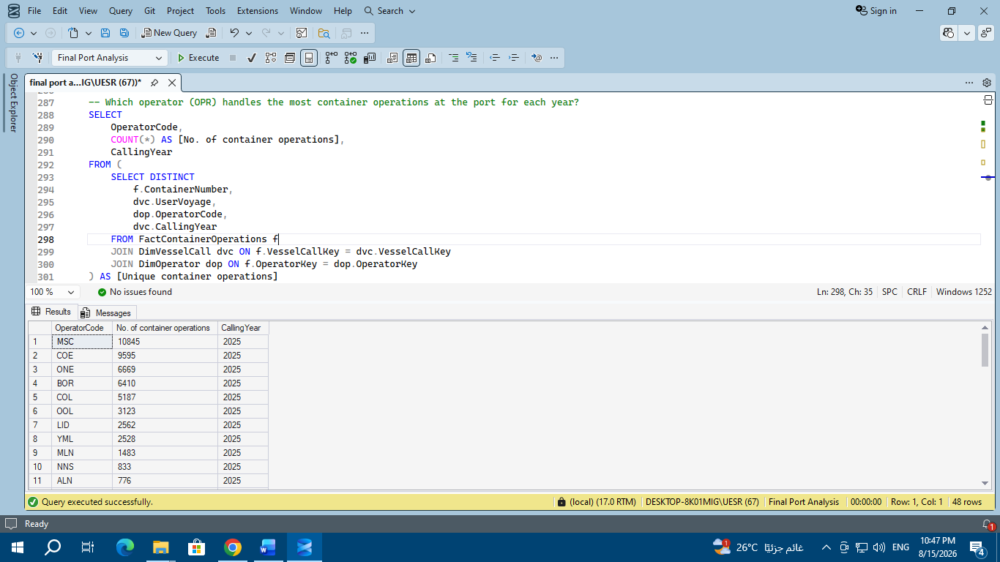 File Edit View Query Git Project Tools Extensions Window Help Search Sign in
New Query
Final Port Analysis Execute
Object Explorer
final port a...IG\UESR (67))*
287 -- Which operator (OPR) handles the most container operations at the port for each year?
288 SELECT
289 OperatorCode,
290 COUNT(*) AS [No. of container operations],
291 CallingYear
292 FROM (
293 SELECT DISTINCT
294 f.ContainerNumber,
295 dvc.UserVoyage,
296 dop.OperatorCode,
297 dvc.CallingYear
298 FROM FactContainerOperations f
299 JOIN DimVesselCall dvc ON f.VesselCallKey = dvc.VesselCallKey
300 JOIN DimOperator dop ON f.OperatorKey = dop.OperatorKey
301 ) AS [Unique container operations]
100 % No issues found Ln: 298, Ch: 35 SPC CRLF Windows 1252
Results Messages
OperatorCode No. of container operations CallingYear
1 MSC 10845 2025
2 COE 9595 2025
3 ONE 6669 2025
4 BOR 6410 2025
5 COL 5187 2025
6 OOL 3123 2025
7 LID 2562 2025
8 YML 2528 2025
9 MLN 1483 2025
10 NNS 833 2025
11 ALN 776 2025
Query executed successfully. (local) (17.0 RTM) DESKTOP-8K01MIG\UESR (67) Final Port Analysis 00:00:00 Row: 1, Col: 1 48 rows
Ready 1
1 26°C غائم جزئيًا ENG 10:47 PM
8/15/2026 4